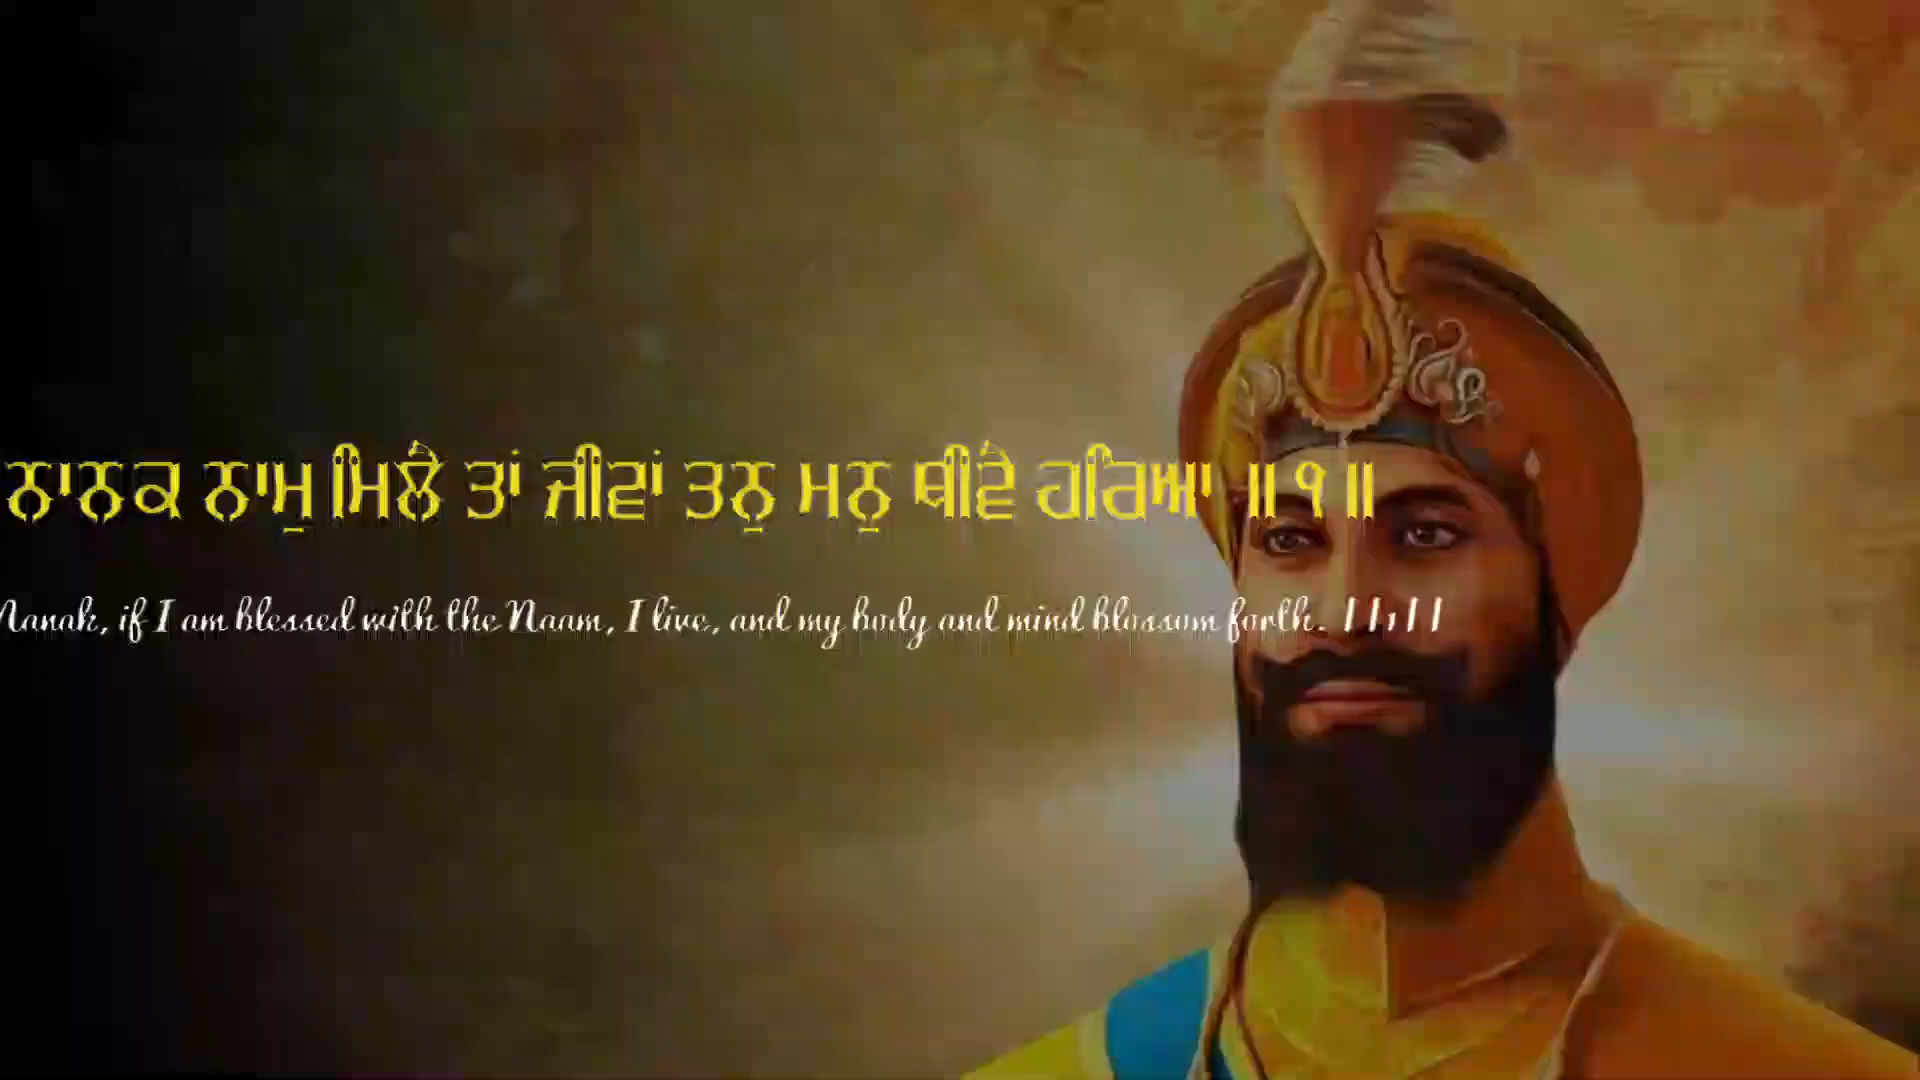 ਨਾਨਕ ਨਾਮੁ ਮਿਲੈ ਤਾਂ ਜੀਵਾਂ ਤਨੁ ਮਨੁ ਥੀਵੈ ਹਰਿਆ ॥੧॥
Nanak, if I am blessed with the Naam, I live, and my body and mind blossom forth. ||1||